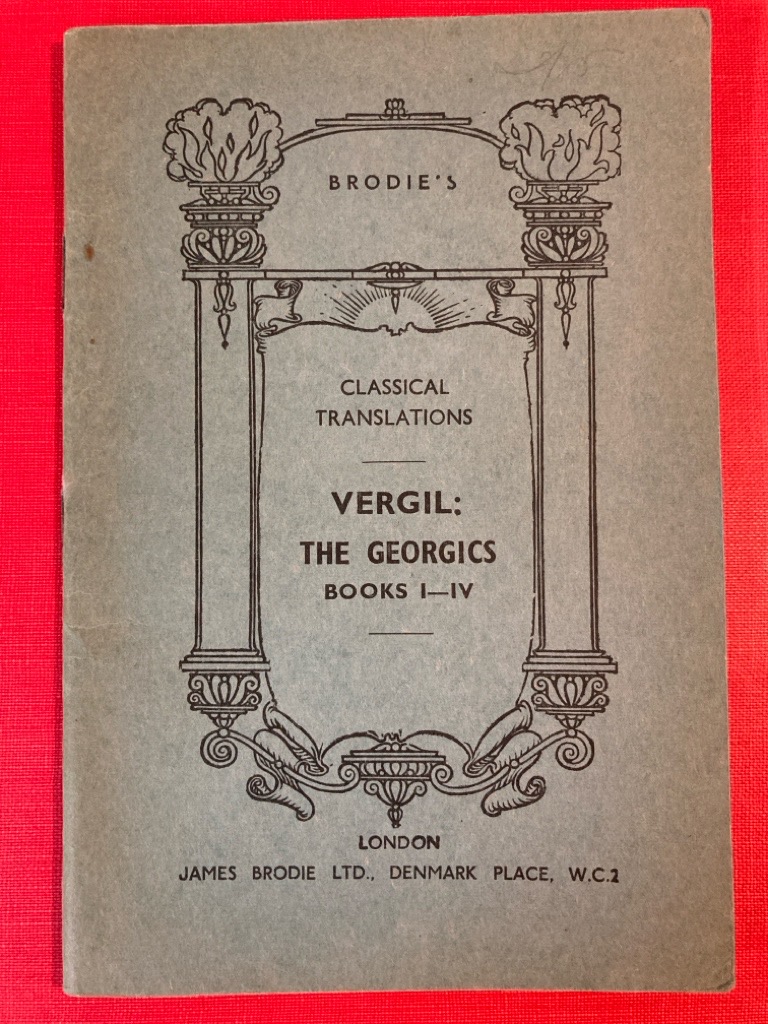 BRODIE'S
CLASSICAL
TRANSLATIONS
VERGIL:
THE GEORGICS
BOOKS I—IV
LONDON
JAMES BRODIE LTD., DENMARK PLACE, W.C.2